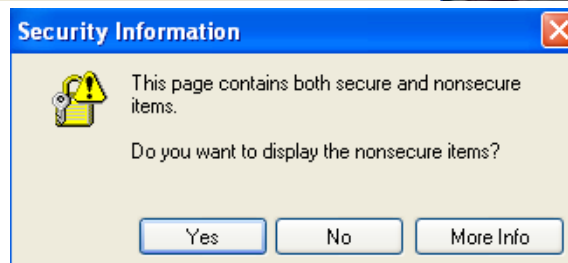 Security Information
This page contains both secure and nonsecure
items.
Do you want to display the nonsecure items?
Yes No More Info